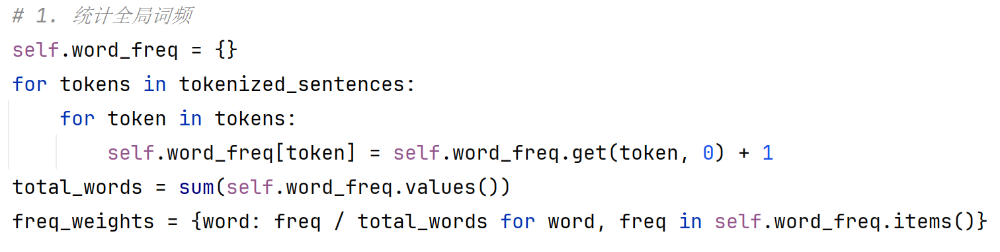 # 1. 统计全局词频
self.word_freq = {}
for tokens in tokenized_sentences:
    for token in tokens:
        self.word_freq[token] = self.word_freq.get(token, 0) + 1
total_words = sum(self.word_freq.values())
freq_weights = {word: freq / total_words for word, freq in self.word_freq.items()}